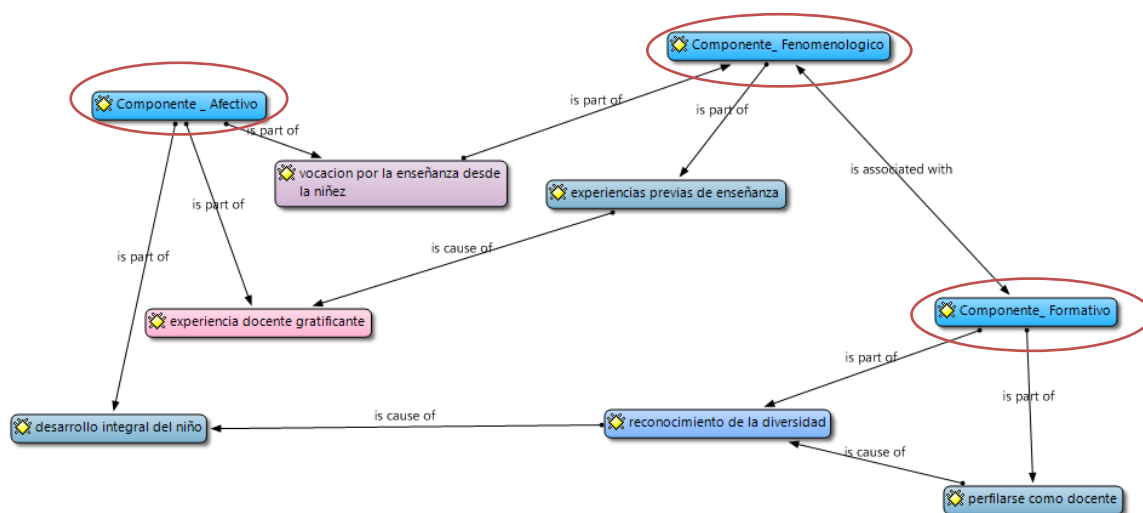 Componente_ Fenomenologico
Componente _ Afectivo
is part of
is part of
is part of
vocacion por la enseñanza desde
la niñez
experiencias previas de enseñanza
is associated with
is part of
is cause of
is part of
experiencia docente gratificante
Componente_ Formativo
is part of
is part of
desarrollo integral del niño
is cause of
reconocimiento de la diversidad
is cause of
perfilarse como docente